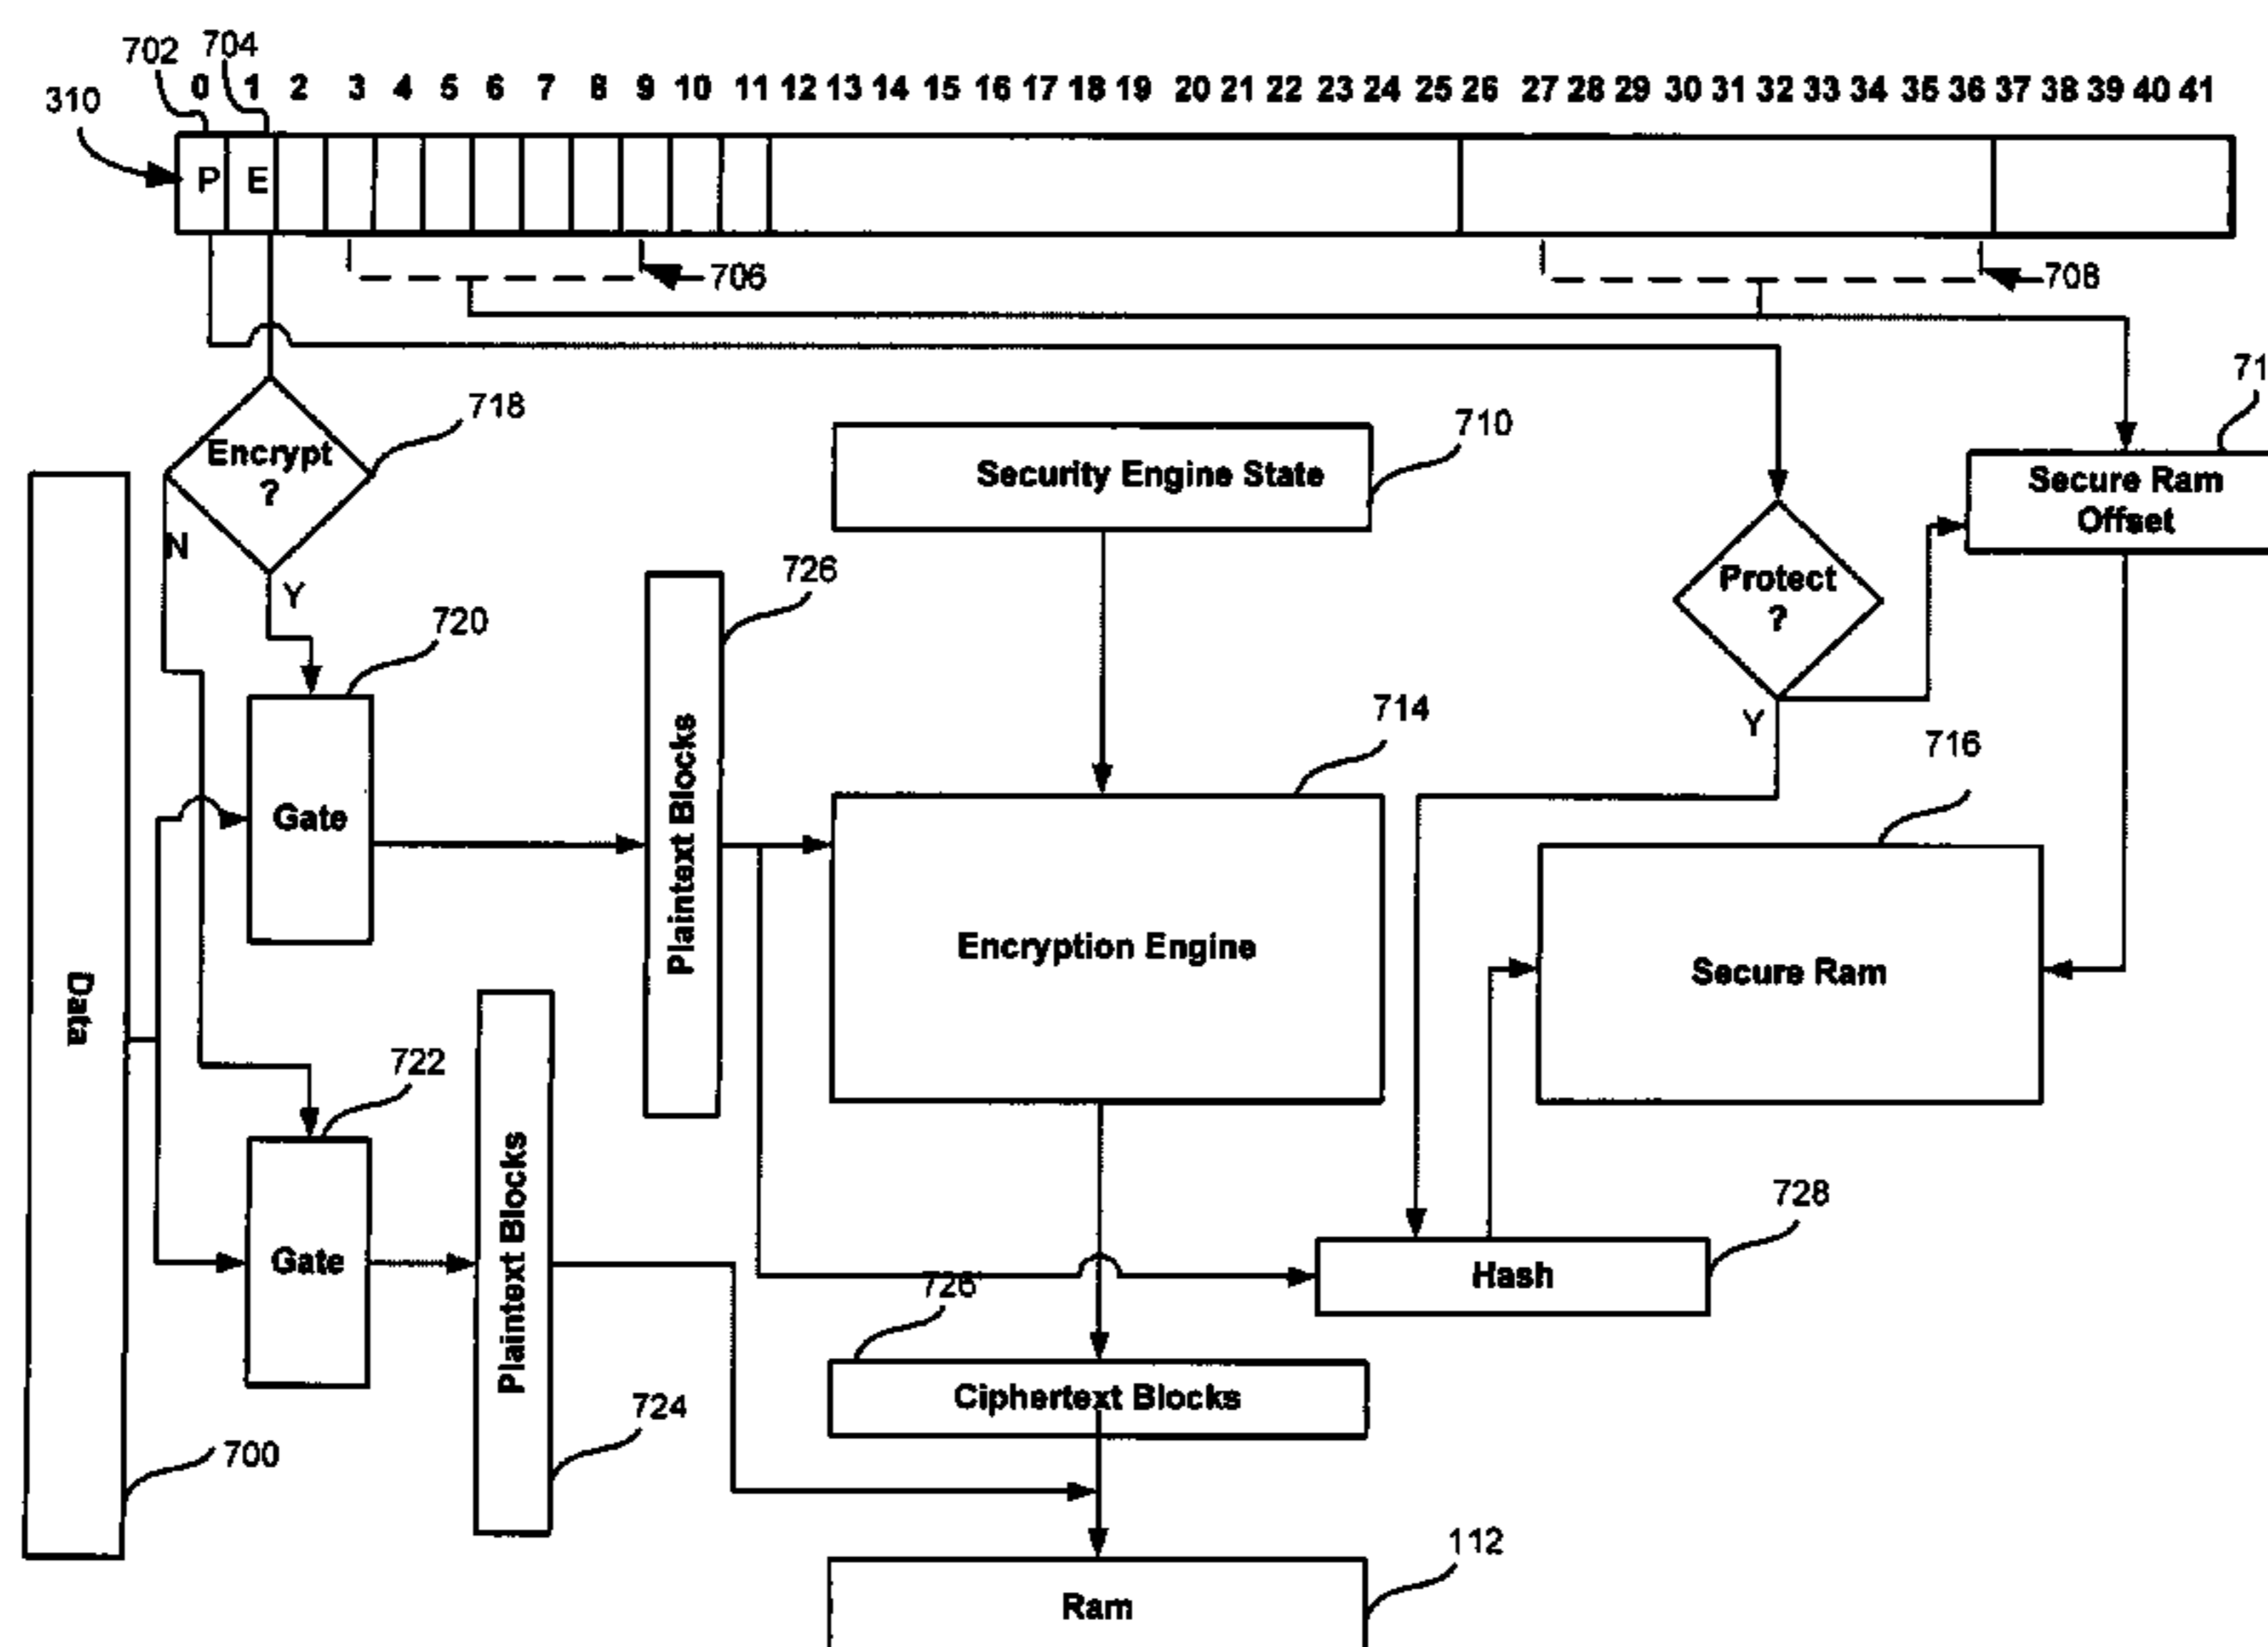 702 704
310 0 1 2 3 4 5 6 7 8 9 10 11 12 13 14 15 16 17 18 19 20 21 22 23 24 25 26 27 28 29 30 31 32 33 34 35 36 37 38 39 40 41
P E
706 708
718
Encrypt
?
N
Y
710
Security Engine State
71
Secure Ram
Offset
Protect
?
Y
726
720
714
716
Gate
Plaintext Blocks
Encryption Engine
Secure Ram
Data
722
Gate
Plaintext Blocks
728
Hash
726
Ciphertext Blocks
724
700
112
Ram